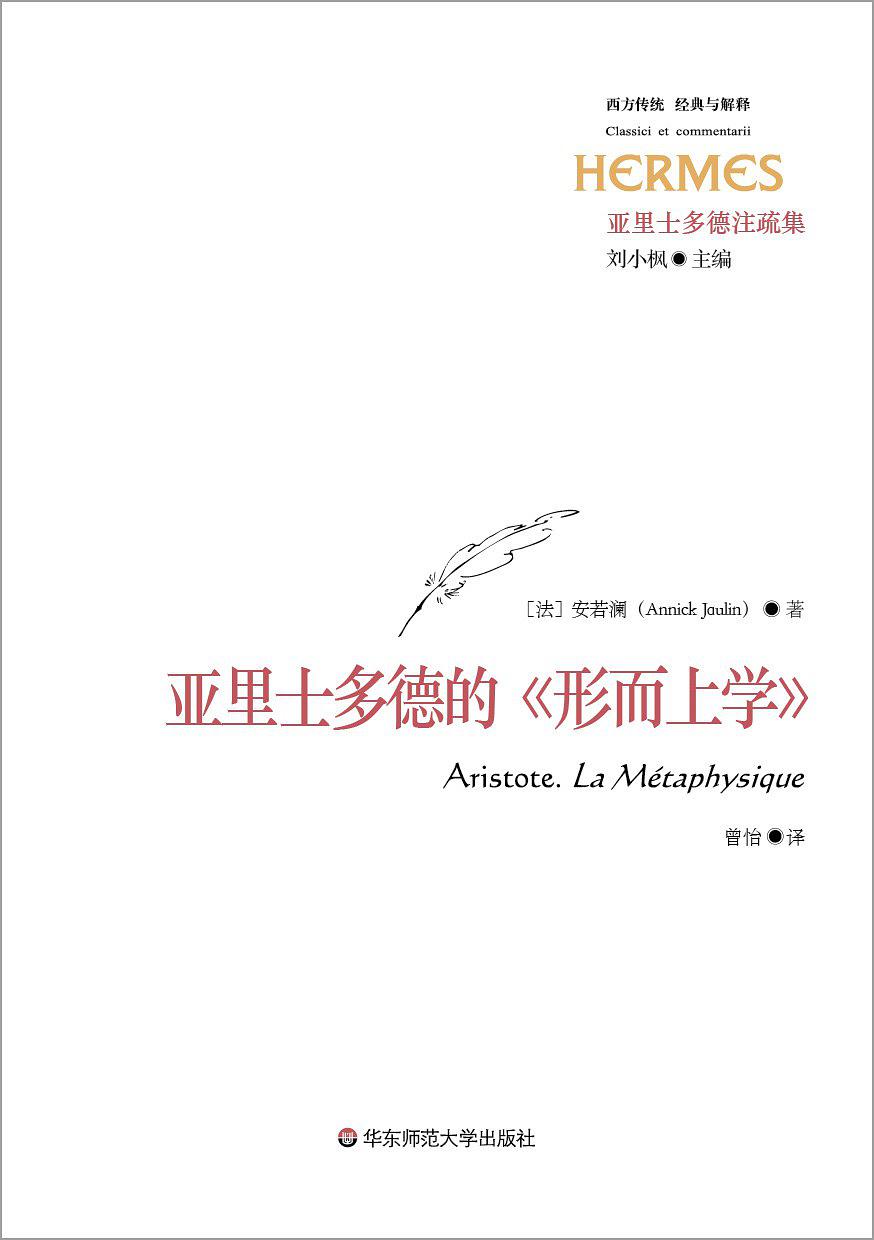 西方传统 经典与解释
Classici et commentarii
HERMES
亚里士多德注疏集
刘小枫◉主编
［法］安若澜（Annick Jaulin）◉著
亚里士多德的《形而上学》
Aristote. La Métaphysique
曾怡◉译
华东师范大学出版社